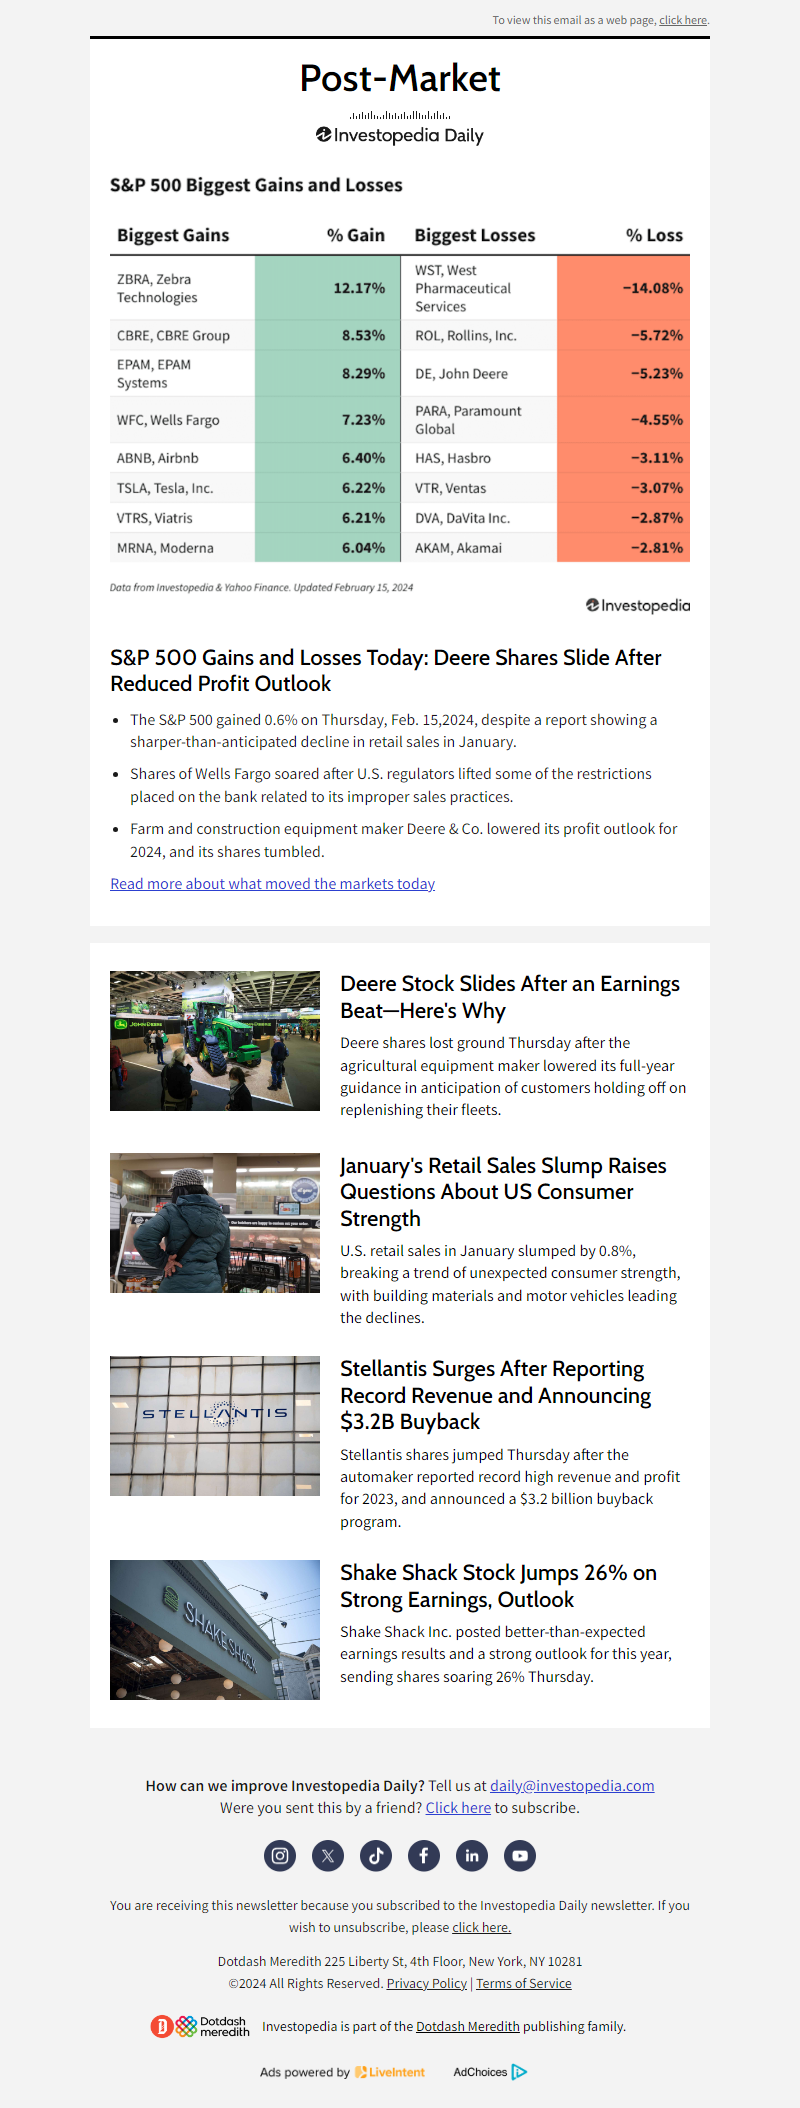 To view this email as a web page, click here.
Post-Market
Investopedia Daily
S&P 500 Biggest Gains and Losses
Biggest Gains % Gain Biggest Losses % Loss
ZBRA, Zebra Technologies 12.17% WST, West Pharmaceutical Services −14.08%
CBRE, CBRE Group 8.53% ROL, Rollins, Inc. −5.72%
EPAM, EPAM Systems 8.29% DE, John Deere −5.23%
WFC, Wells Fargo 7.23% PARA, Paramount Global −4.55%
ABNB, Airbnb 6.40% HAS, Hasbro −3.11%
TSLA, Tesla, Inc. 6.22% VTR, Ventas −3.07%
VTRS, Viatris 6.21% DVA, DaVita Inc. −2.87%
MRNA, Moderna 6.04% AKAM, Akamai −2.81%
Data from Investopedia & Yahoo Finance. Updated February 15, 2024
Investopedia
S&P 500 Gains and Losses Today: Deere Shares Slide After
Reduced Profit Outlook
• The S&P 500 gained 0.6% on Thursday, Feb. 15,2024, despite a report showing a
sharper-than-anticipated decline in retail sales in January.
• Shares of Wells Fargo soared after U.S. regulators lifted some of the restrictions
placed on the bank related to its improper sales practices.
• Farm and construction equipment maker Deere & Co. lowered its profit outlook for
2024, and its shares tumbled.
Read more about what moved the markets today
JOHN DEERE
Deere Stock Slides After an Earnings
Beat—Here's Why
Deere shares lost ground Thursday after the
agricultural equipment maker lowered its full-year
guidance in anticipation of customers holding off on
replenishing their fleets.
January's Retail Sales Slump Raises
Questions About US Consumer
Strength
U.S. retail sales in January slumped by 0.8%,
breaking a trend of unexpected consumer strength,
with building materials and motor vehicles leading
the declines.
STELLANTIS
Stellantis Surges After Reporting
Record Revenue and Announcing
$3.2B Buyback
Stellantis shares jumped Thursday after the
automaker reported record high revenue and profit
for 2023, and announced a $3.2 billion buyback
program.
SHAKE SHACK
Shake Shack Stock Jumps 26% on
Strong Earnings, Outlook
Shake Shack Inc. posted better-than-expected
earnings results and a strong outlook for this year,
sending shares soaring 26% Thursday.
How can we improve Investopedia Daily? Tell us at daily@investopedia.com
Were you sent this by a friend? Click here to subscribe.
You are receiving this newsletter because you subscribed to the Investopedia Daily newsletter. If you
wish to unsubscribe, please click here.
Dotdash Meredith 225 Liberty St, 4th Floor, New York, NY 10281
©2024 All Rights Reserved. Privacy Policy | Terms of Service
Dotdash
meredith
Investopedia is part of the Dotdash Meredith publishing family.
Ads powered by LiveIntent AdChoices